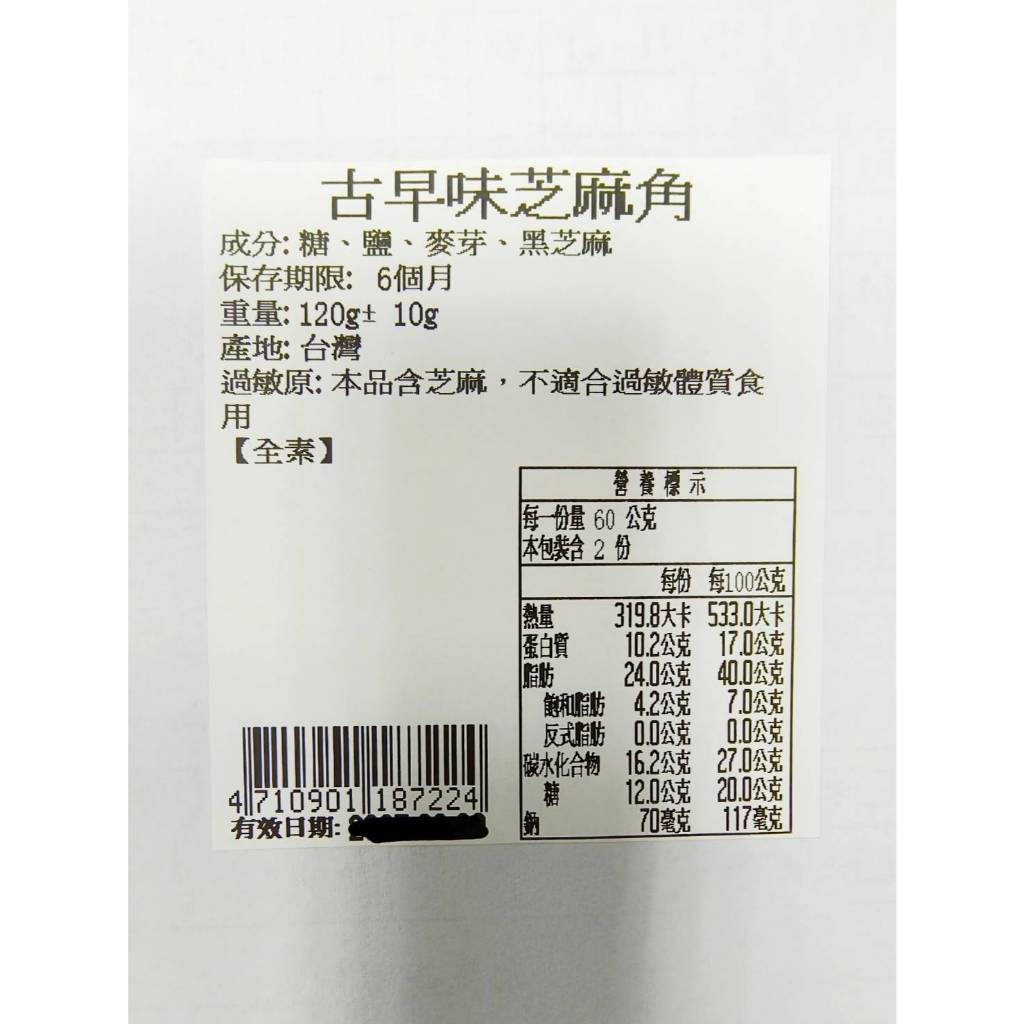 古早味芝麻角
成分: 糖、鹽、麥芽、黑芝麻
保存期限: 6個月
重量: 120g± 10g
產地: 台灣
過敏原: 本品含芝麻，不適合過敏體質食
用
【全素】
營養標示
每一份量 60 公克
本包裝含 2 份
每份 每100公克
熱量 319.8大卡 533.0大卡
蛋白質 10.2公克 17.0公克
脂肪 24.0公克 40.0公克
飽和脂肪 4.2公克 7.0公克
反式脂肪 0.0公克 0.0公克
碳水化合物 16.2公克 27.0公克
糖 12.0公克 20.0公克
鈉 70毫克 117毫克
4 710901 187224
有效日期: